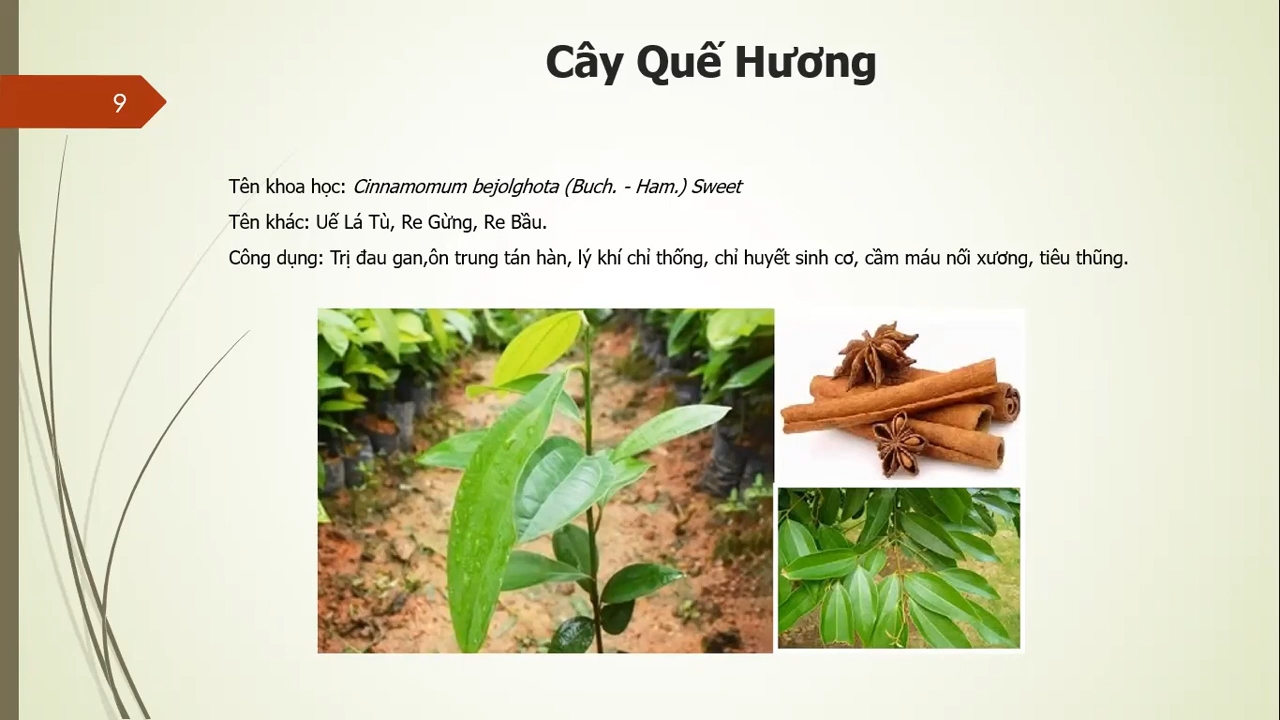 Cây Quế Hương
9
Tên khoa học: Cinnamomum bejolghota (Buch. - Ham.) Sweet
Tên khác: Uế Lá Tù, Re Gừng, Re Bầu.
Công dụng: Trị đau gan,ôn trung tán hàn, lý khí chỉ thống, chỉ huyết sinh cơ, cầm máu nối xương, tiêu thũng.